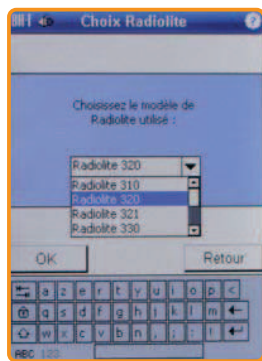 Choix Radiolite ?
Choisissez le modèle de
Radiolite utilisé :
Radiolite 320
Radiolite 310
Radiolite 320
Radiolite 321
Radiolite 330
OK Retour
a z e r t y u i o p <
q s d f g h j k l m
w x c v b n , ; : !
ABC 123